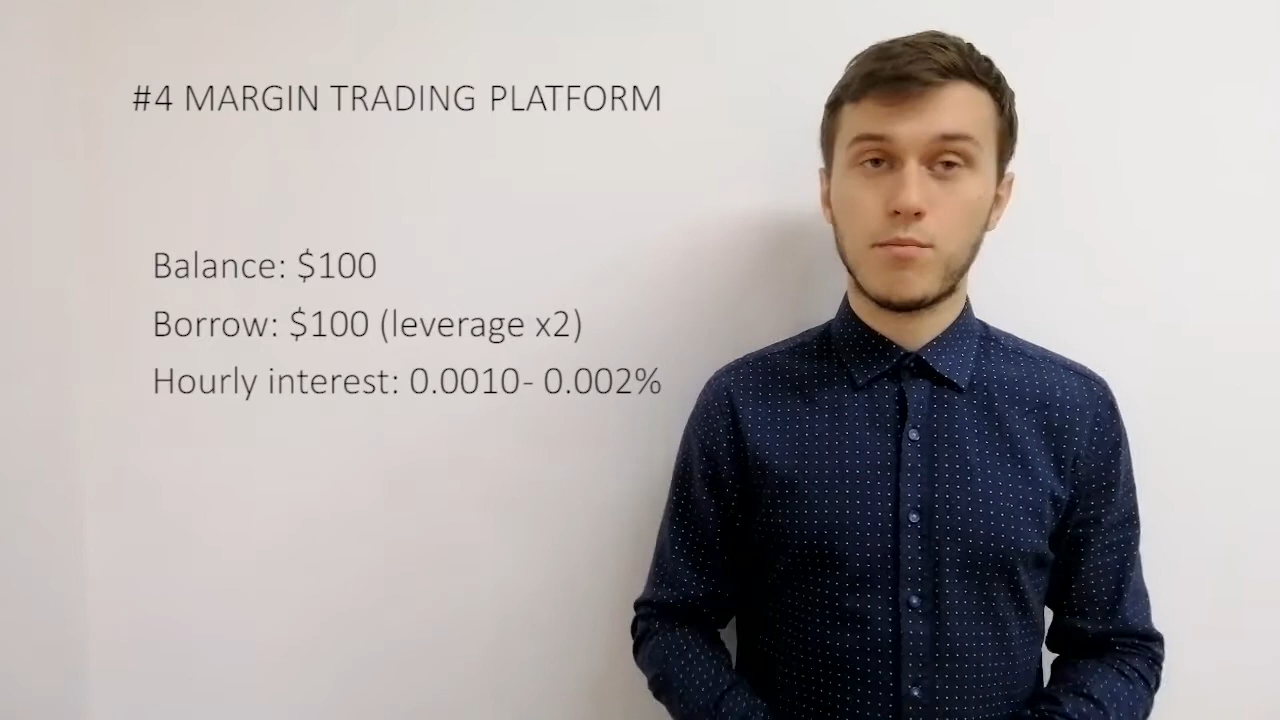 #4 MARGIN TRADING PLATFORM
Balance: $100
Borrow: $100 (leverage x2)
Hourly interest: 0.0010- 0.002%